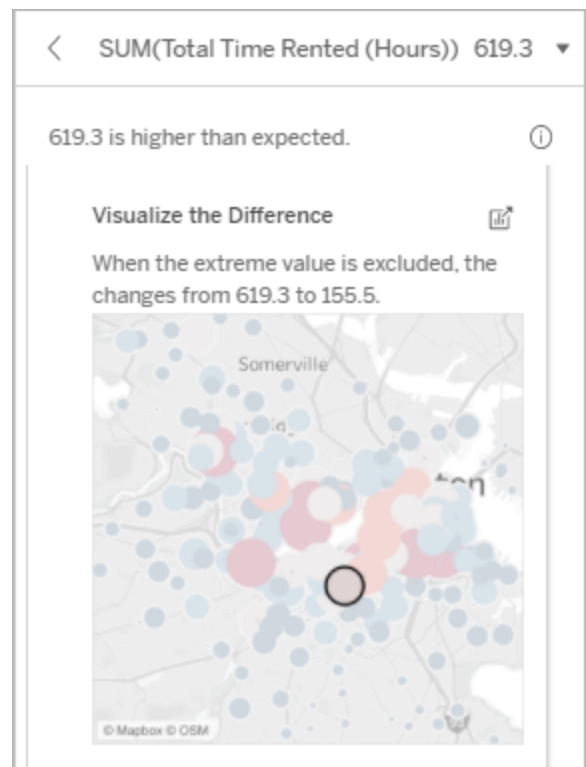 SUM(Total Time Rented (Hours)) 619.3
619.3 is higher than expected.
Visualize the Difference
When the extreme value is excluded, the
changes from 619.3 to 155.5.
Somerville
© Mapbox © OSM